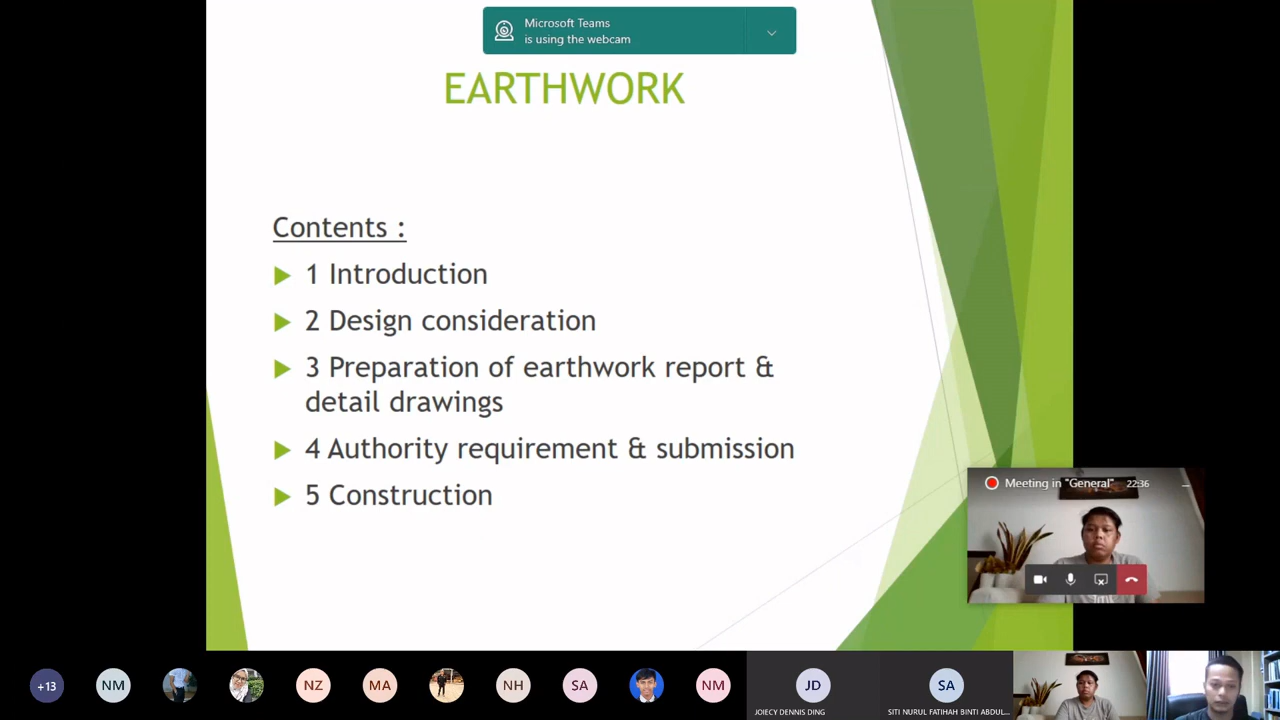 Microsoft Teams
is using the webcam
EARTHWORK
Contents :
1 Introduction
2 Design consideration
3 Preparation of earthwork report &
detail drawings
4 Authority requirement & submission
5 Construction
Meeting in "General" 22:36
+13
NM
NZ
MA
NH
SA
NM
JD
JOIECY DENNIS DING
SA
SITI NURUL FATIHAH BINTI ABDUL...